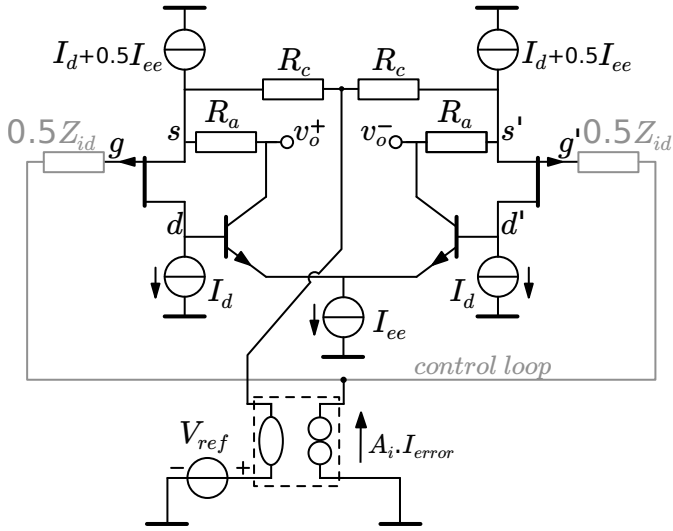 I_d+0.5I_ee
I_d+0.5I_ee
R_c R_c
0.5Z_id g s R_a v_o^+ v_o^- R_a s' g' 0.5Z_id
d d'
I_d I_d
I_ee
control loop
V_ref
− +
A_i.I_error